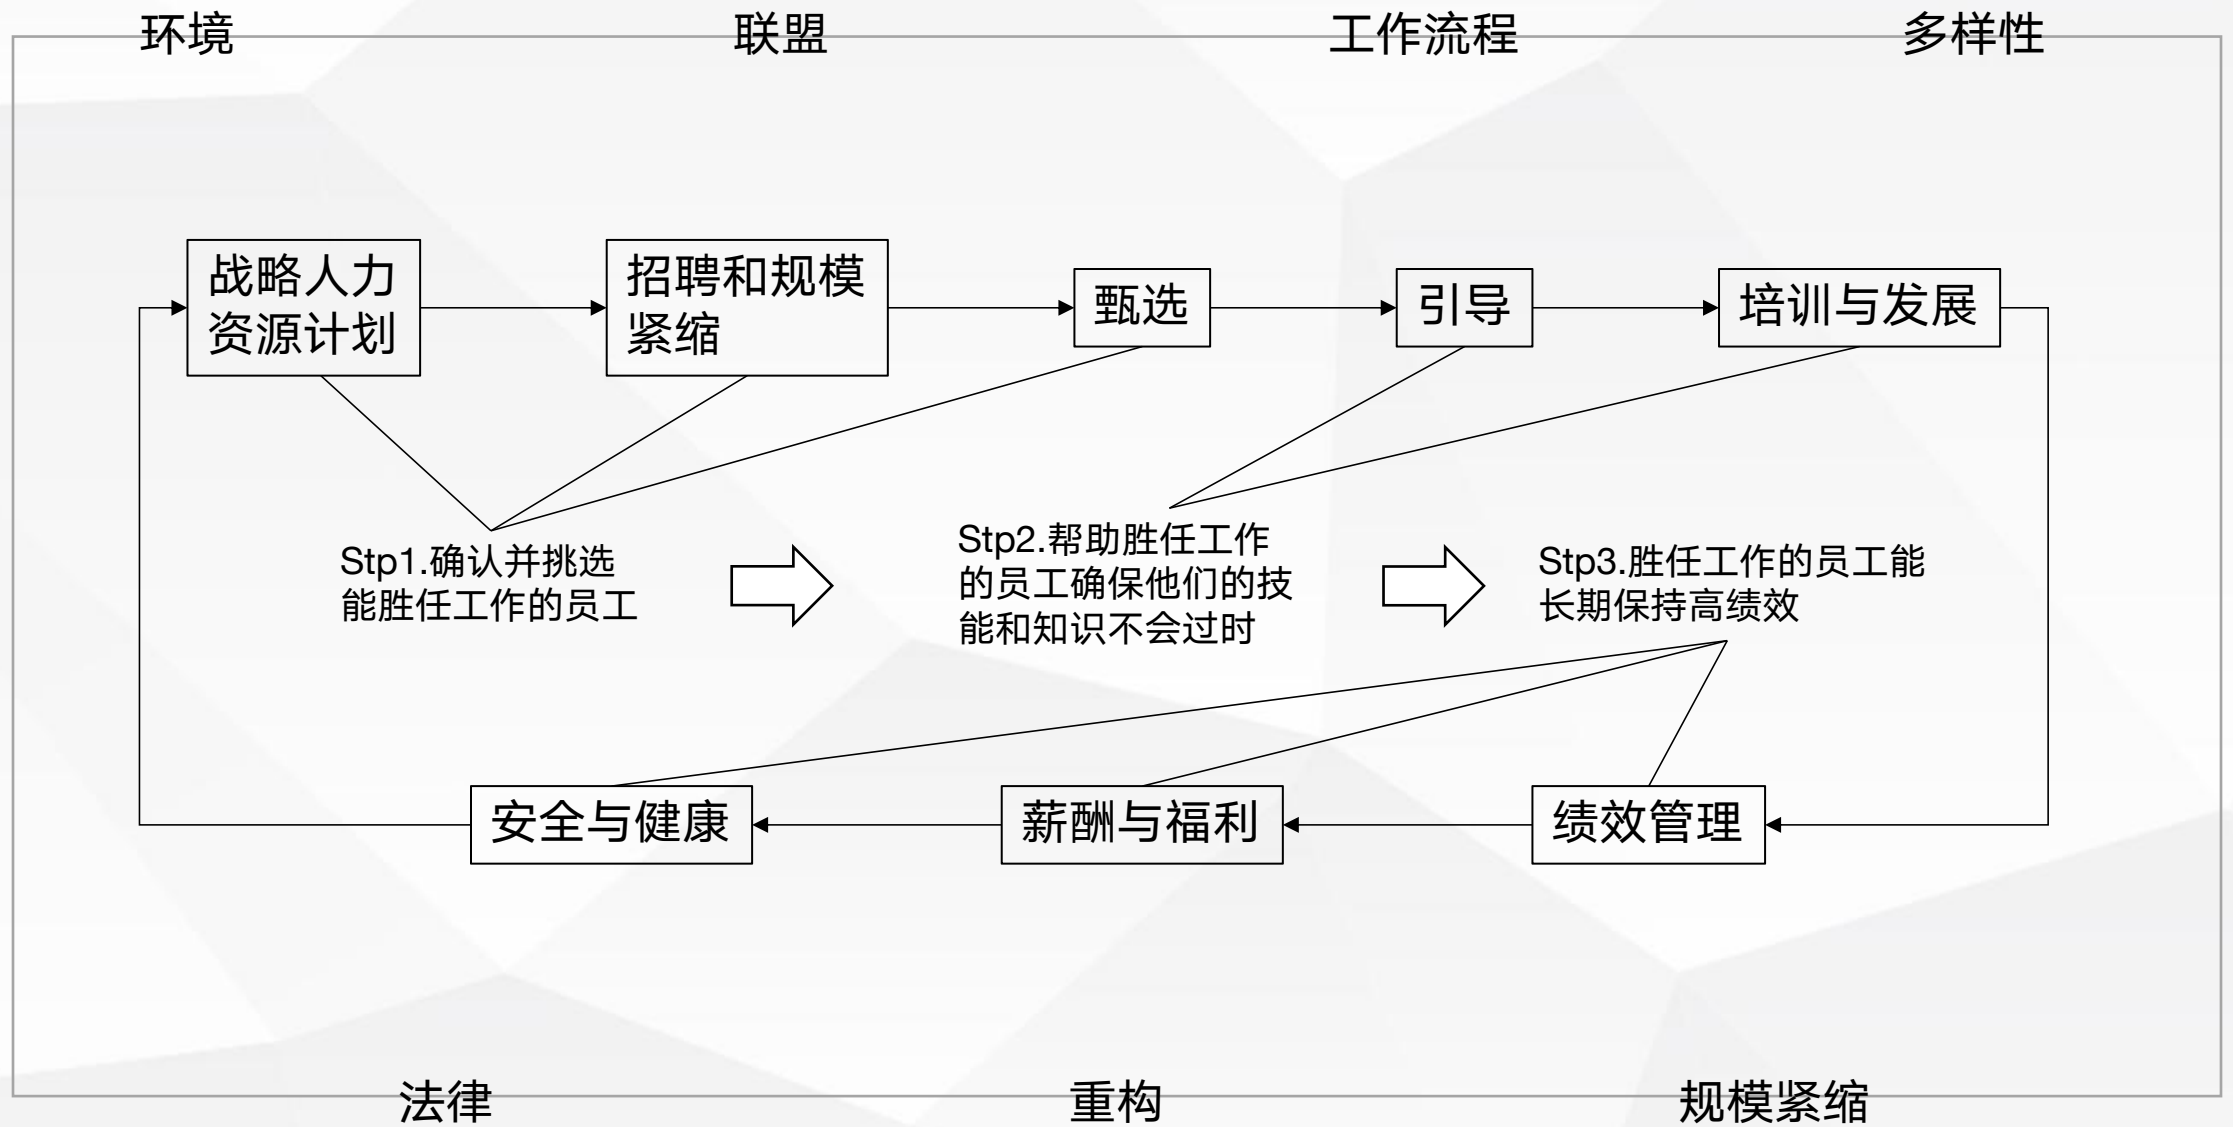 环境
联盟
工作流程
多样性
战略人力
资源计划
招聘和规模
紧缩
甄选
引导
培训与发展
Stp1.确认并挑选
能胜任工作的员工
Stp2.帮助胜任工作
的员工确保他们的技
能和知识不会过时
Stp3.胜任工作的员工能
长期保持高绩效
安全与健康
薪酬与福利
绩效管理
法律
重构
规模紧缩